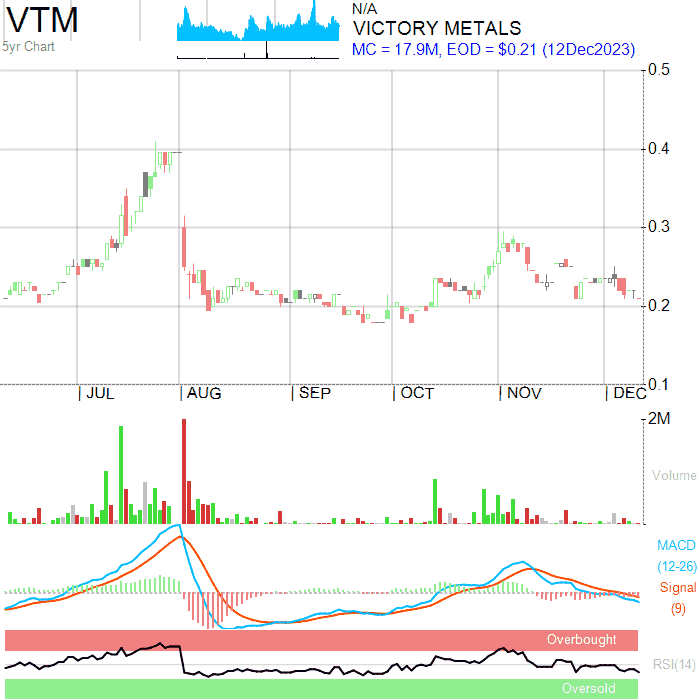 VTM
5yr Chart
N/A
VICTORY METALS
MC = 17.9M, EOD = $0.21 (12Dec2023)
0.5
0.4
0.3
0.2
0.1
| JUL | AUG | SEP | OCT | NOV | DEC
2M
Volume
MACD
(12-26)
Signal
(9)
Overbought
RSI(14)
Oversold